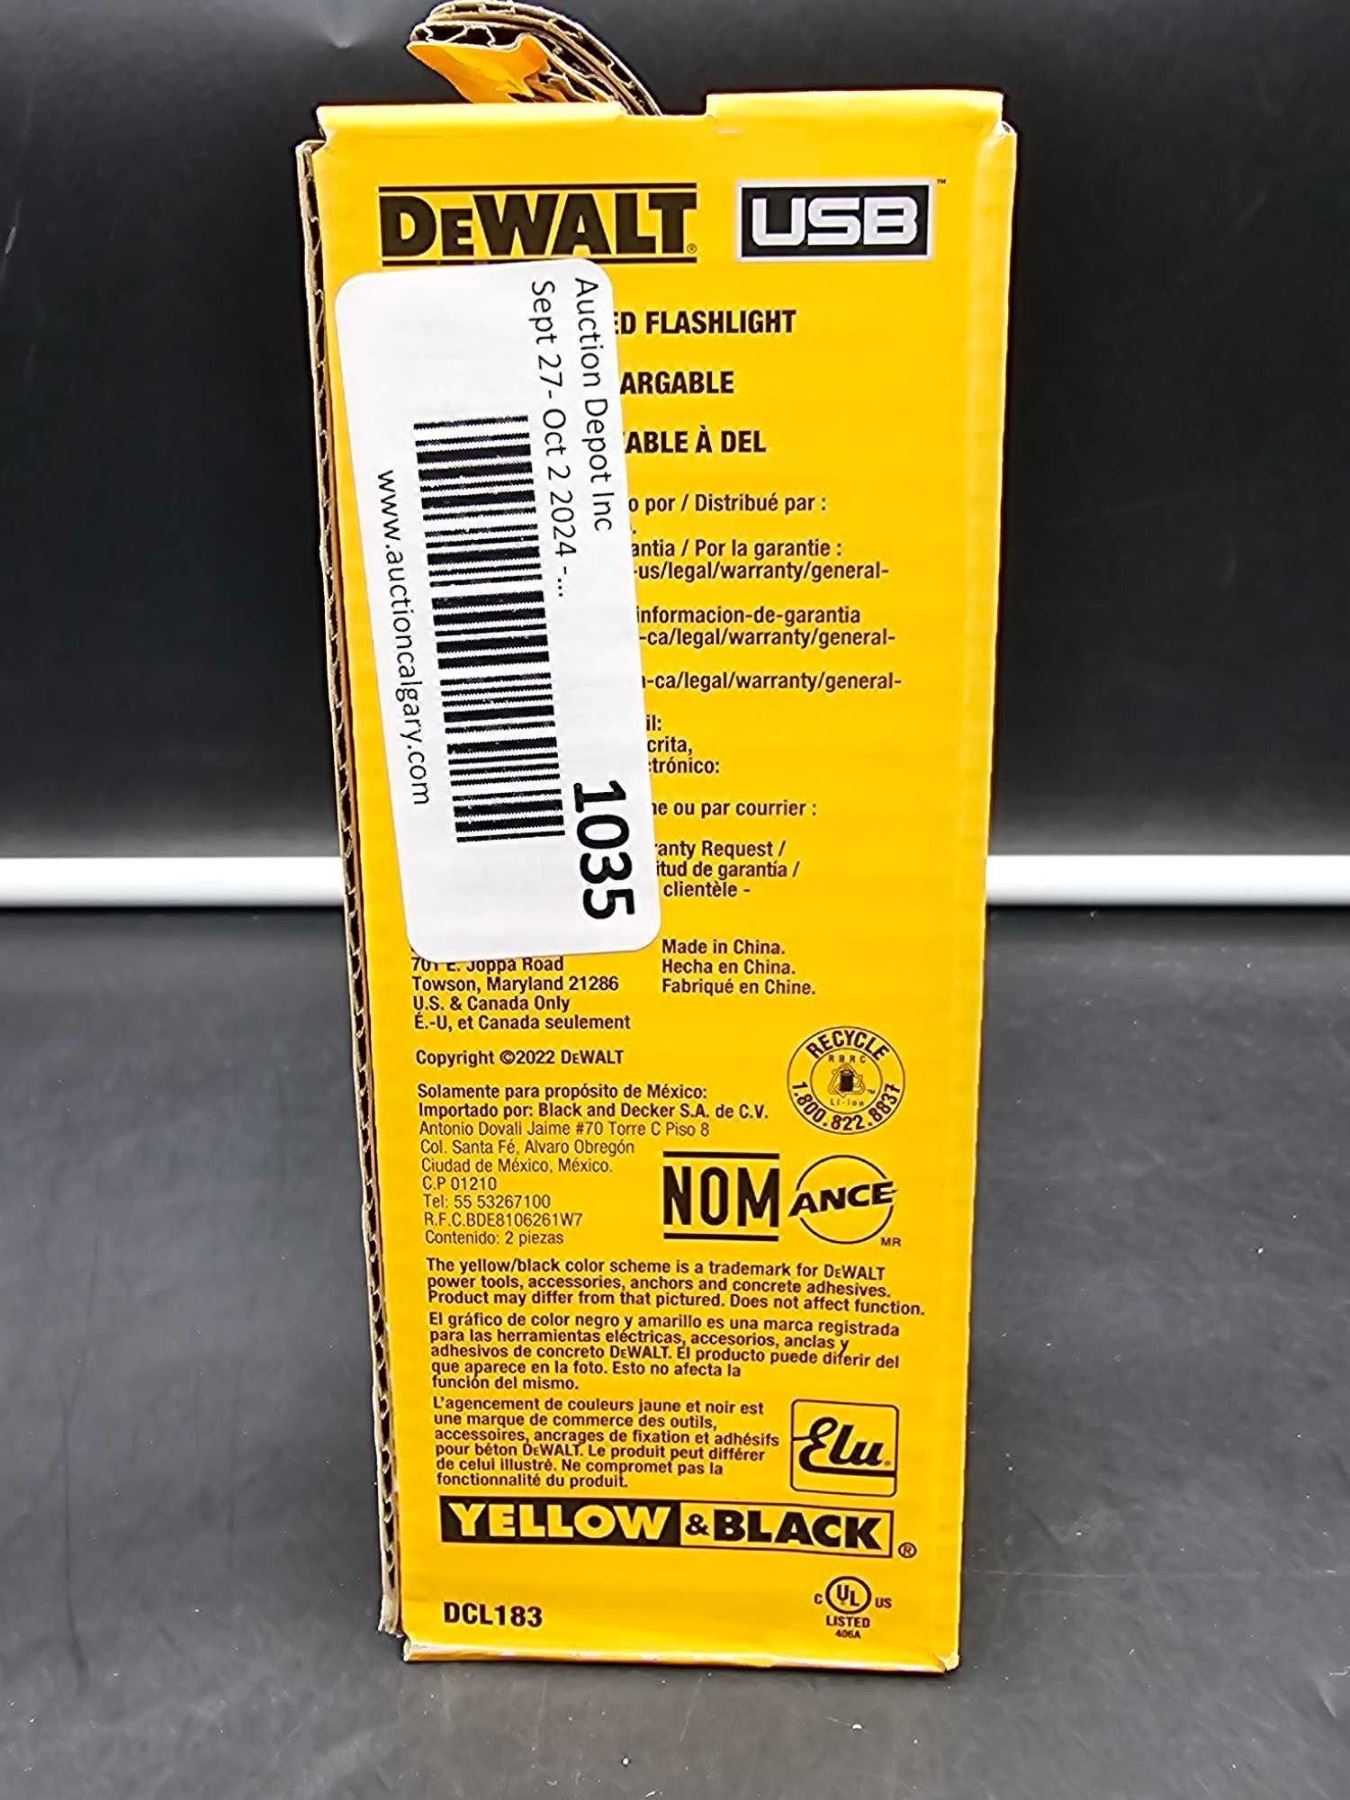 DEWALT® USB™
ED FLASHLIGHT
ARGABLE
ABLE À DEL
o por / Distribué par :
antia / Por la garantie :
-us/legal/warranty/general-
informacion-de-garantia
-ca/legal/warranty/general-
-ca/legal/warranty/general-
il:
crita,
trónico:
ne ou par courrier :
ranty Request /
itud de garantía /
clientèle -
Auction Depot Inc
Sept 27- Oct 2 2024 -...
1035
www.auctioncalgary.com
701 E. Joppa Road
Towson, Maryland 21286
U.S. & Canada Only
É.-U, et Canada seulement
Made in China.
Hecha en China.
Fabriqué en Chine.
Copyright ©2022 DEWALT
RECYCLE
RBRC
Li-ion
1.800.822.8837
Solamente para propósito de México:
Importado por: Black and Decker S.A. de C.V.
Antonio Dovali Jaime #70 Torre C Piso 8
Col. Santa Fé, Alvaro Obregón
Ciudad de México, México.
C.P 01210
Tel: 55 53267100
R.F.C.BDE8106261W7
Contenido: 2 piezas
NOM ANCE
MR
The yellow/black color scheme is a trademark for DEWALT
power tools, accessories, anchors and concrete adhesives.
Product may differ from that pictured. Does not affect function.
El gráfico de color negro y amarillo es una marca registrada
para las herramientas eléctricas, accesorios, anclas y
adhesivos de concreto DEWALT. El producto puede diferir del
que aparece en la foto. Esto no afecta la
función del mismo.
L'agencement de couleurs jaune et noir est
une marque de commerce des outils,
accessoires, ancrages de fixation et adhésifs
pour béton DEWALT. Le produit peut différer
de celui illustré. Ne compromet pas la
fonctionnalité du produit.
Elu®
YELLOW & BLACK®
DCL183
C UL US
LISTED
406A